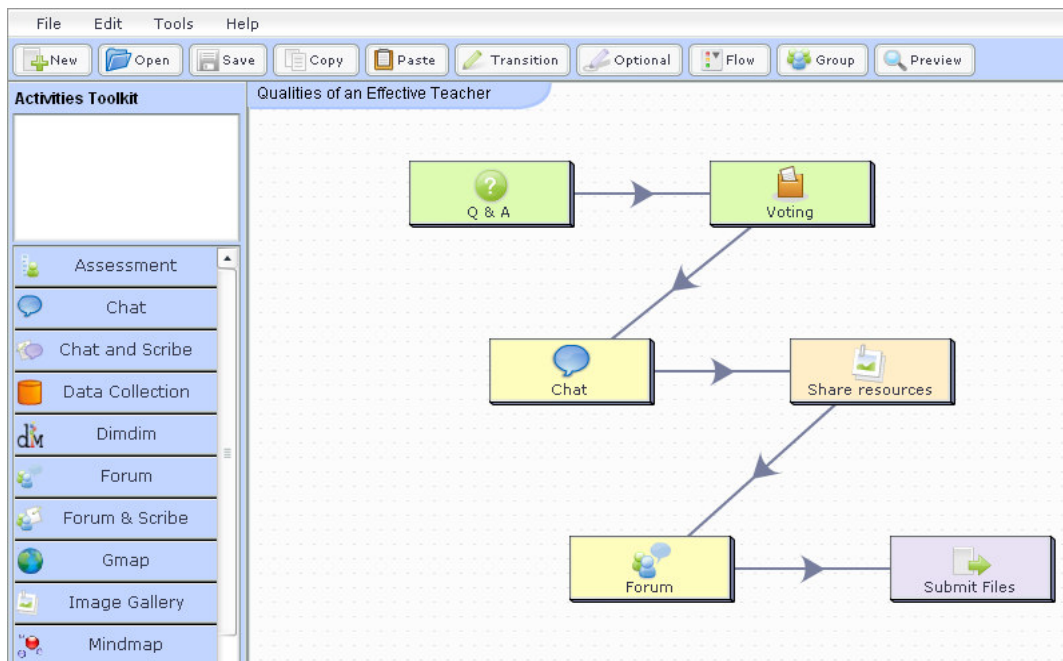 File Edit Tools Help
New Open Save Copy Paste Transition Optional Flow Group Preview
Activities Toolkit
Qualities of an Effective Teacher
Q & A
Voting
Assessment
Chat
Chat and Scribe
Data Collection
dim
Dimdim
Forum
Forum & Scribe
Gmap
Image Gallery
Mindmap
Chat
Share resources
Forum
Submit Files